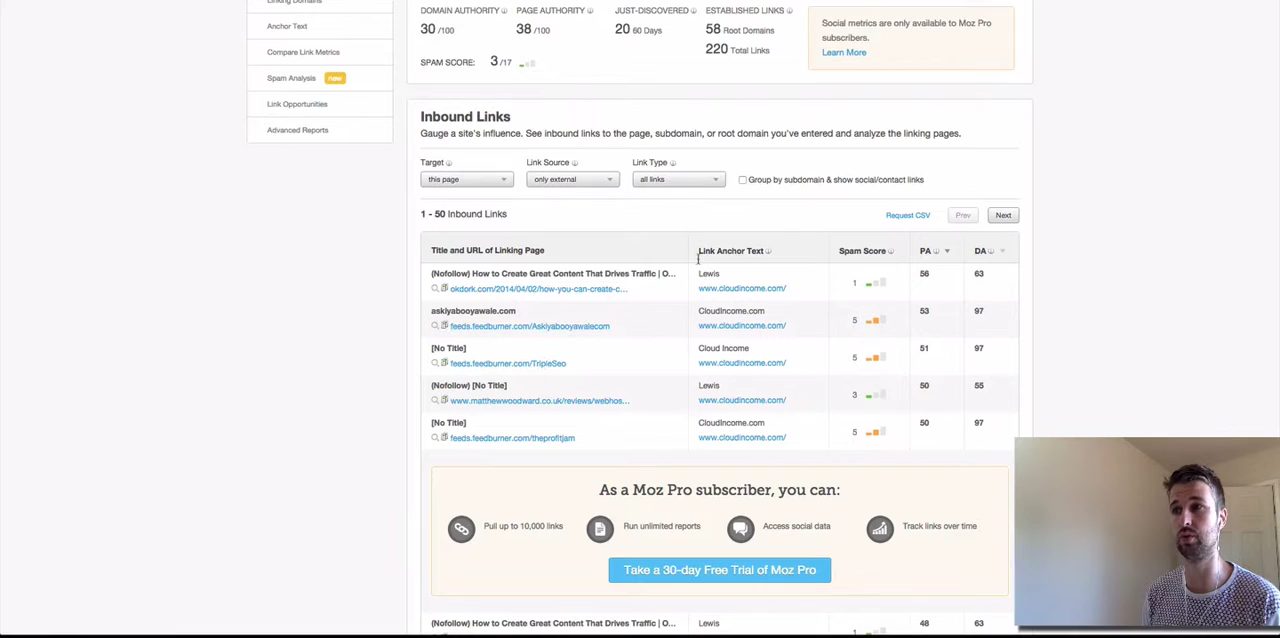 Linking Domains
Anchor Text
Compare Link Metrics
Spam Analysis new
Link Opportunities
Advanced Reports
DOMAIN AUTHORITY PAGE AUTHORITY JUST-DISCOVERED ESTABLISHED LINKS
30 /100 38 /100 20 60 Days 58 Root Domains
220 Total Links
SPAM SCORE: 3 /17
Social metrics are only available to Moz Pro
subscribers.
Learn More
Inbound Links
Gauge a site's influence. See inbound links to the page, subdomain, or root domain you've entered and analyze the linking pages.
Target Link Source Link Type
this page only external all links Group by subdomain & show social/contact links
1 - 50 Inbound Links Request CSV Prev Next
Title and URL of Linking Page Link Anchor Text Spam Score PA DA
(Nofollow) How to Create Great Content That Drives Traffic | O... Lewis 56 63
okdork.com/2014/04/02/how-you-can-create-c... www.cloudincome.com/ 1
askiyabooyawale.com CloudIncome.com 53 97
feeds.feedburner.com/Askiyabooyawalecom www.cloudincome.com/ 5
[No Title] Cloud Income 51 97
feeds.feedburner.com/TripleSeo www.cloudincome.com/ 5
(Nofollow) [No Title] Lewis 50 55
www.matthewwoodward.co.uk/reviews/webhos... www.cloudincome.com/ 3
[No Title] CloudIncome.com 50 97
feeds.feedburner.com/theprofitjam www.cloudincome.com/ 5
As a Moz Pro subscriber, you can:
Pull up to 10,000 links Run unlimited reports Access social data Track links over time
Take a 30-day Free Trial of Moz Pro
(Nofollow) How to Create Great Content That Drives Traffic | O... Lewis 48 63
1